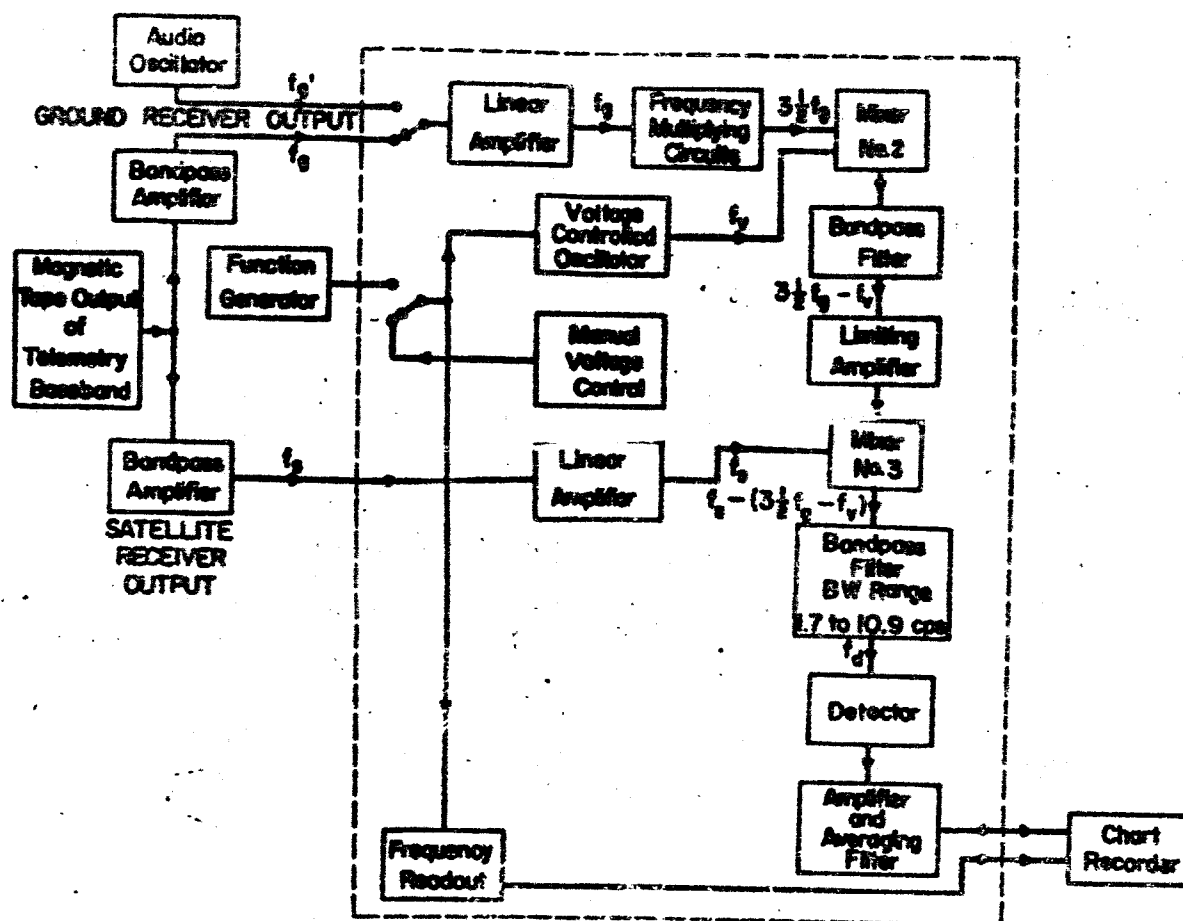 Audio
Oscillator
f_g'
GROUND RECEIVER OUTPUT
f_g
Bandpass
Amplifier
Magnetic
Tape Output
of
Telemetry
Baseband
Function
Generator
Bandpass
Amplifier
f_s
SATELLITE
RECEIVER
OUTPUT
Linear
Amplifier
f_g
Frequency
Multiplying
Circuits
3½f_g
Mixer
No.2
Voltage
Controlled
Oscillator
f_v
Bandpass
Filter
3½f_g – f_v
Manual
Voltage
Control
Limiting
Amplifier
Linear
Amplifier
f_s
Mixer
No.3
f_s – (3½f_g – f_v)
Bandpass
Filter
BW Range
1.7 to 10.9 cps
f_d
Detector
Amplifier
and
Averaging
Filter
Frequency
Readout
Chart
Recorder